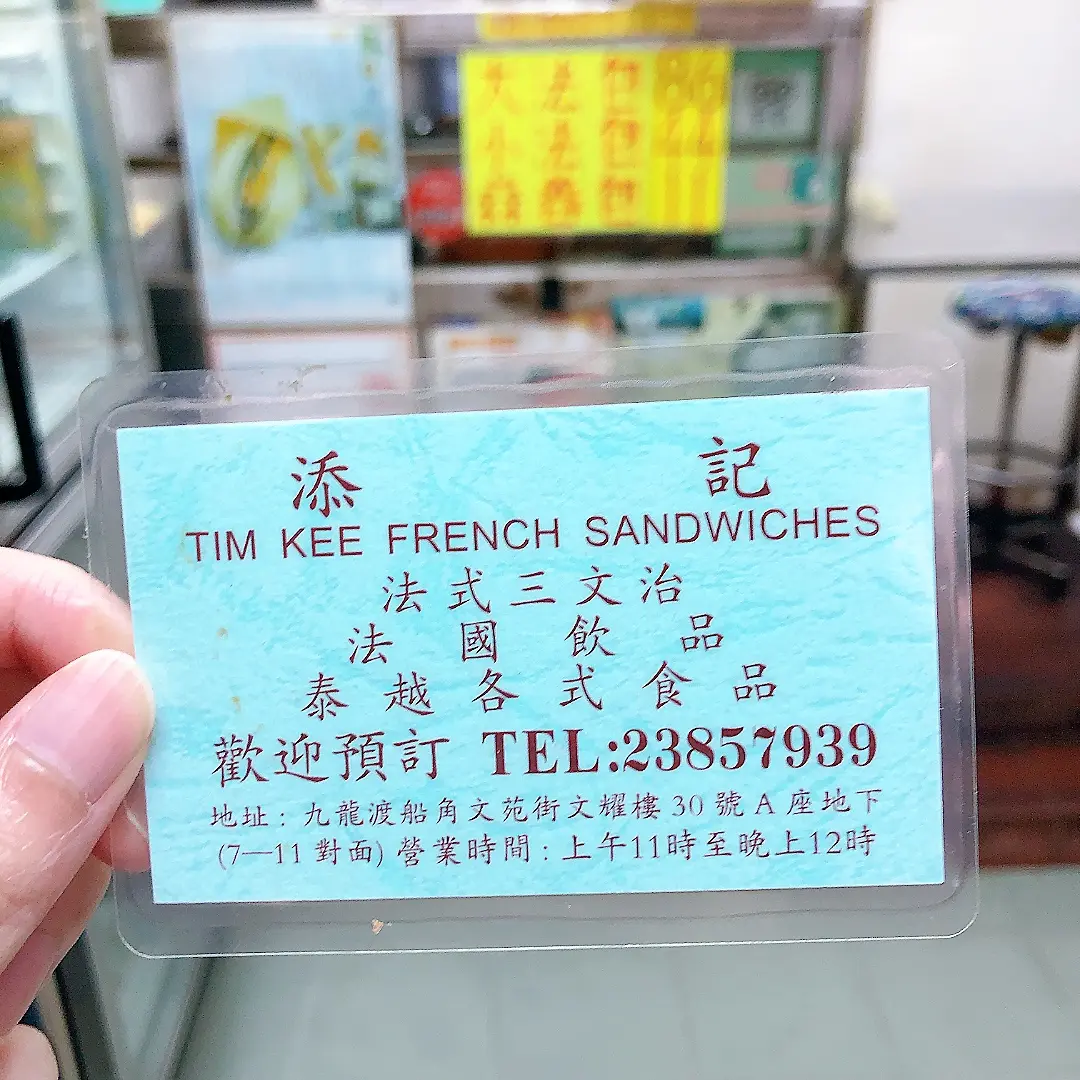 添 記
TIM KEE FRENCH SANDWICHES
法式三文治
法國飲品
泰越各式食品
歡迎預訂 TEL:23857939
地址：九龍渡船角文苑街文耀樓30號A座地下
(7—11對面) 營業時間：上午11時至晚上12時